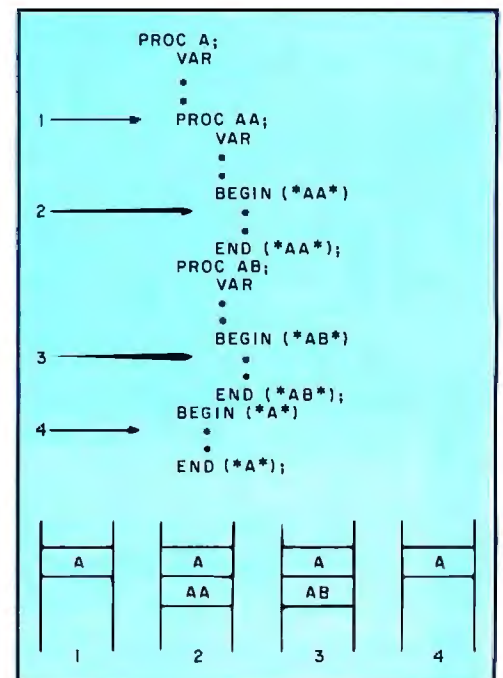 PROC A;
VAR
•
•
1 PROC AA;
VAR
•
•
BEGIN (*AA*)
2 •
•
END (*AA*);
PROC AB;
VAR
•
•
BEGIN (*AB*)
3 •
•
END (*AB*);
BEGIN (*A*)
4 •
•
END (*A*);
A A A A
AA AB
1 2 3 4